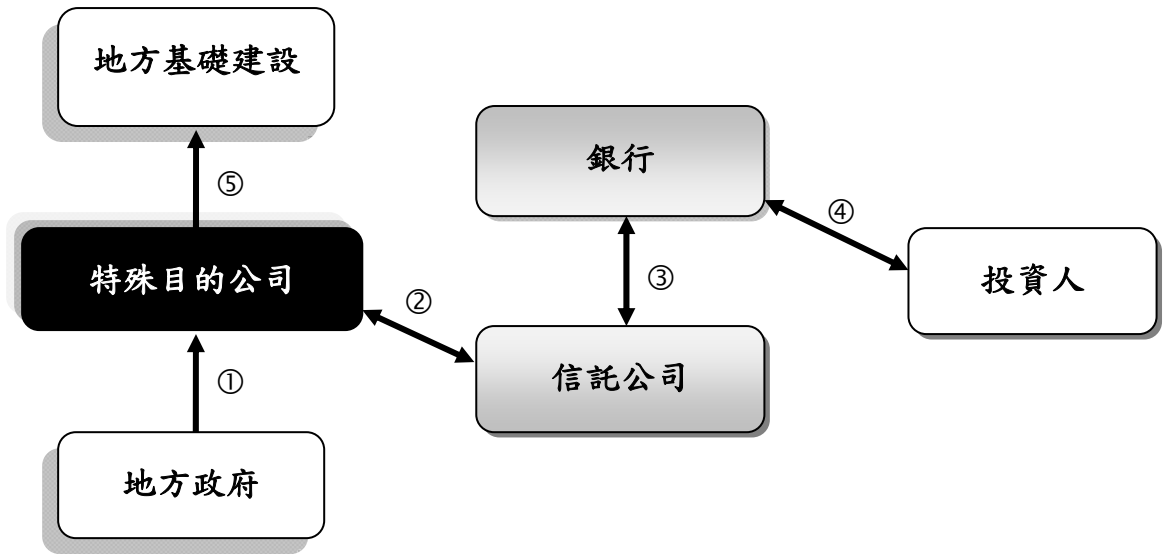 地方基礎建設
銀行
⑤
④
特殊目的公司
②
③
投資人
①
信託公司
地方政府